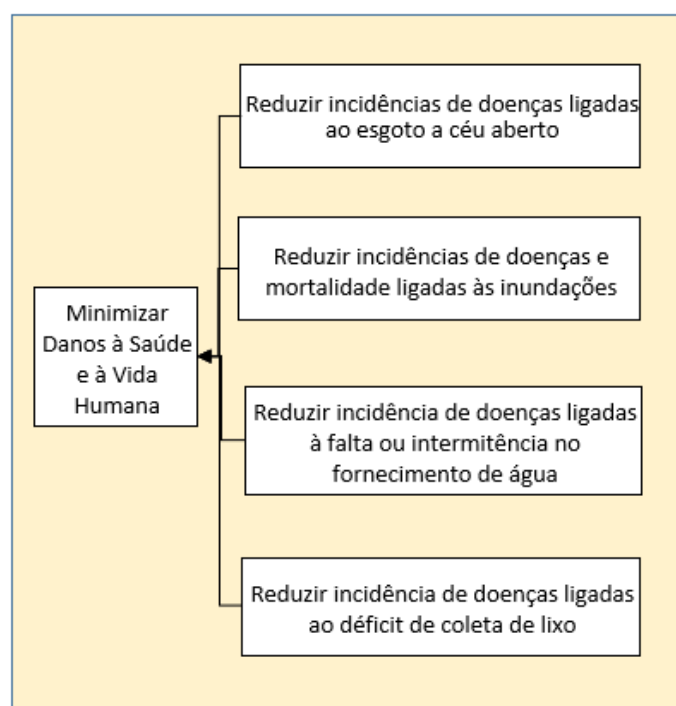 Reduzir incidências de doenças ligadas
ao esgoto a céu aberto
Reduzir incidências de doenças e
mortalidade ligadas às inundações
Minimizar
Danos à Saúde
e à Vida
Humana
Reduzir incidência de doenças ligadas
à falta ou intermitência no
fornecimento de água
Reduzir incidência de doenças ligadas
ao déficit de coleta de lixo